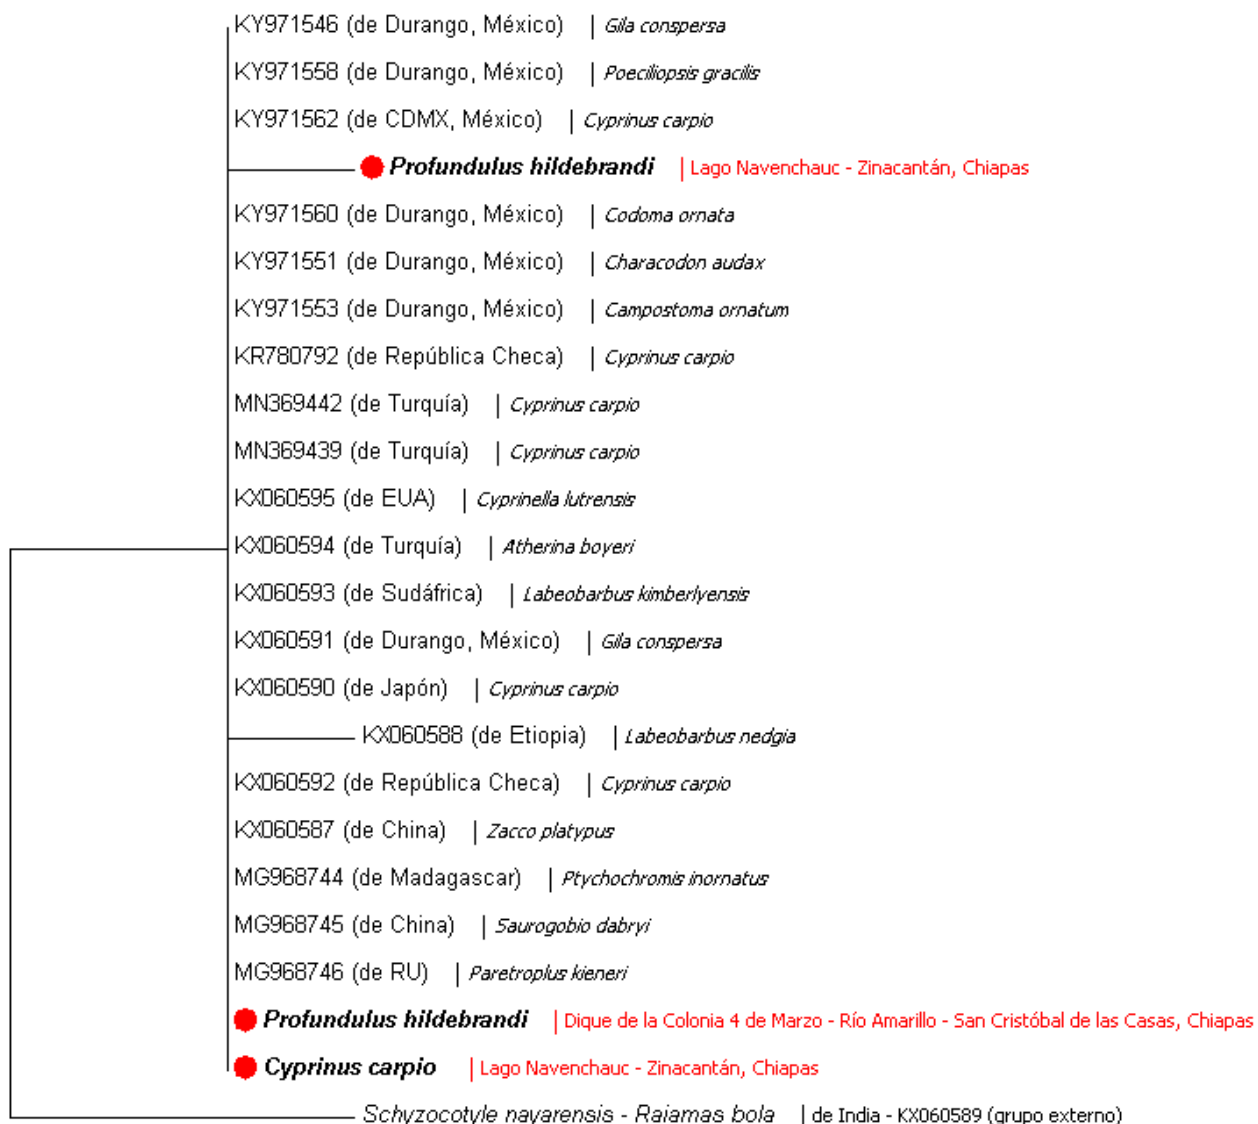 KY971546 (de Durango, México) | Gila conspersa
KY971558 (de Durango, México) | Poeciliopsis gracilis
KY971562 (de CDMX, México) | Cyprinus carpio
Profundulus hildebrandi | Lago Navenchauc - Zinacantán, Chiapas
KY971560 (de Durango, México) | Codoma ornata
KY971551 (de Durango, México) | Characodon audax
KY971553 (de Durango, México) | Campostoma ornatum
KR780792 (de República Checa) | Cyprinus carpio
MN369442 (de Turquía) | Cyprinus carpio
MN369439 (de Turquía) | Cyprinus carpio
KX060595 (de EUA) | Cyprinella lutrensis
KX060594 (de Turquía) | Atherina boyeri
KX060593 (de Sudáfrica) | Labeobarbus kimberlyensis
KX060591 (de Durango, México) | Gila conspersa
KX060590 (de Japón) | Cyprinus carpio
KX060588 (de Etiopia) | Labeobarbus nedgia
KX060592 (de República Checa) | Cyprinus carpio
KX060587 (de China) | Zacco platypus
MG968744 (de Madagascar) | Ptychochromis inornatus
MG968745 (de China) | Saurogobio dabryi
MG968746 (de RU) | Paretroplus kieneri
Profundulus hildebrandi | Dique de la Colonia 4 de Marzo - Río Amarillo - San Cristóbal de las Casas, Chiapas
Cyprinus carpio | Lago Navenchauc - Zinacantán, Chiapas
Schyzocotyle nayarensis - Raiamas bola | de India - KX060589 (grupo externo)